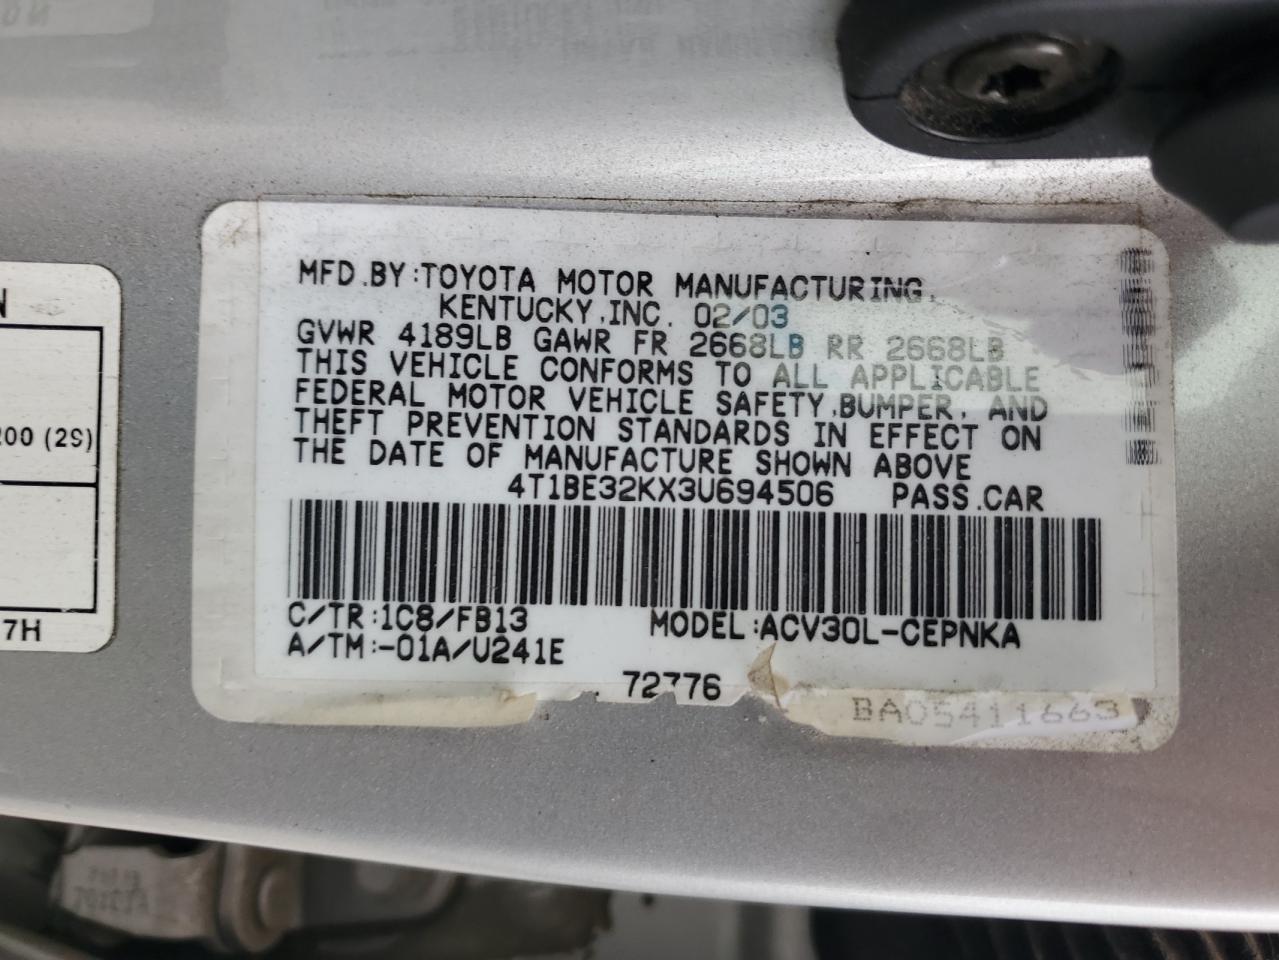 MFD.BY:TOYOTA MOTOR MANUFACTURING,
KENTUCKY,INC. 02/03
GVWR 4189LB GAWR FR 2668LB RR 2668LB
THIS VEHICLE CONFORMS TO ALL APPLICABLE
FEDERAL MOTOR VEHICLE SAFETY,BUMPER, AND
THEFT PREVENTION STANDARDS IN EFFECT ON
THE DATE OF MANUFACTURE SHOWN ABOVE
4T1BE32KX3U694506 PASS.CAR
C/TR:1C8/FB13 MODEL:ACV30L-CEPNKA
A/TM:-01A/U241E
72776
BA05411663
N
200 (2S)
7H
TOYOTA